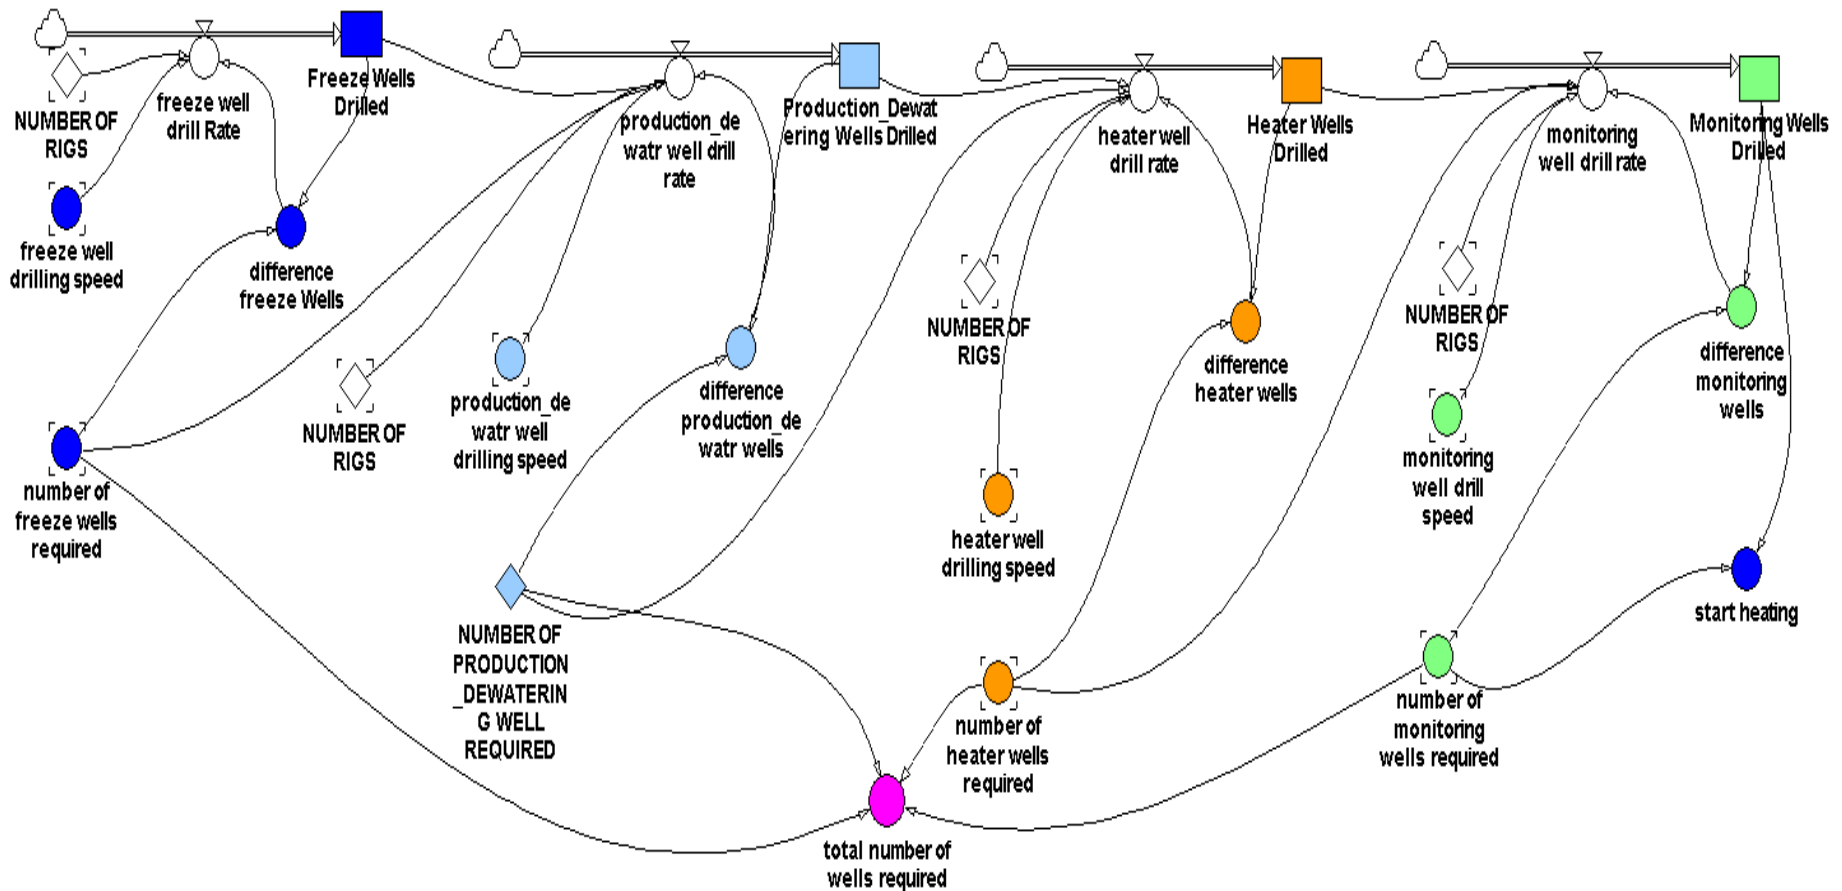 Freeze Wells
Drilled
freeze well
drill Rate
NUMBER OF
RIGS
freeze well
drilling speed
difference
freeze Wells
number of
freeze wells
required
production_de
watr well drill
rate
Production_Dewat
ering Wells Drilled
NUMBER OF
RIGS
production_de
watr well
drilling speed
difference
production_de
watr wells
NUMBER OF
PRODUCTION
_DEWATERIN
G WELL
REQUIRED
heater well
drill rate
Heater Wells
Drilled
NUMBER OF
RIGS
difference
heater wells
heater well
drilling speed
number of
heater wells
required
monitoring
well drill rate
Monitoring Wells
Drilled
NUMBER OF
RIGS
difference
monitoring
wells
monitoring
well drill
speed
start heating
number of
monitoring
wells required
total number of
wells required